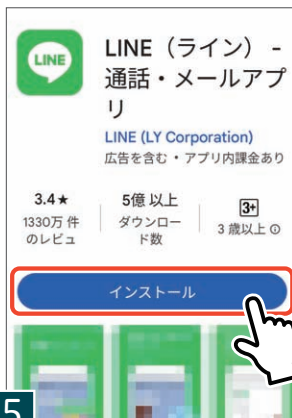 LINE
LINE（ライン） -
通話・メールアプ
リ
LINE (LY Corporation)
広告を含む・アプリ内課金あり
3.4★
1330万 件
のレビュ
5億 以上
ダウンロー
ド数
3+
3 歳以上 ⓘ
インストール
5